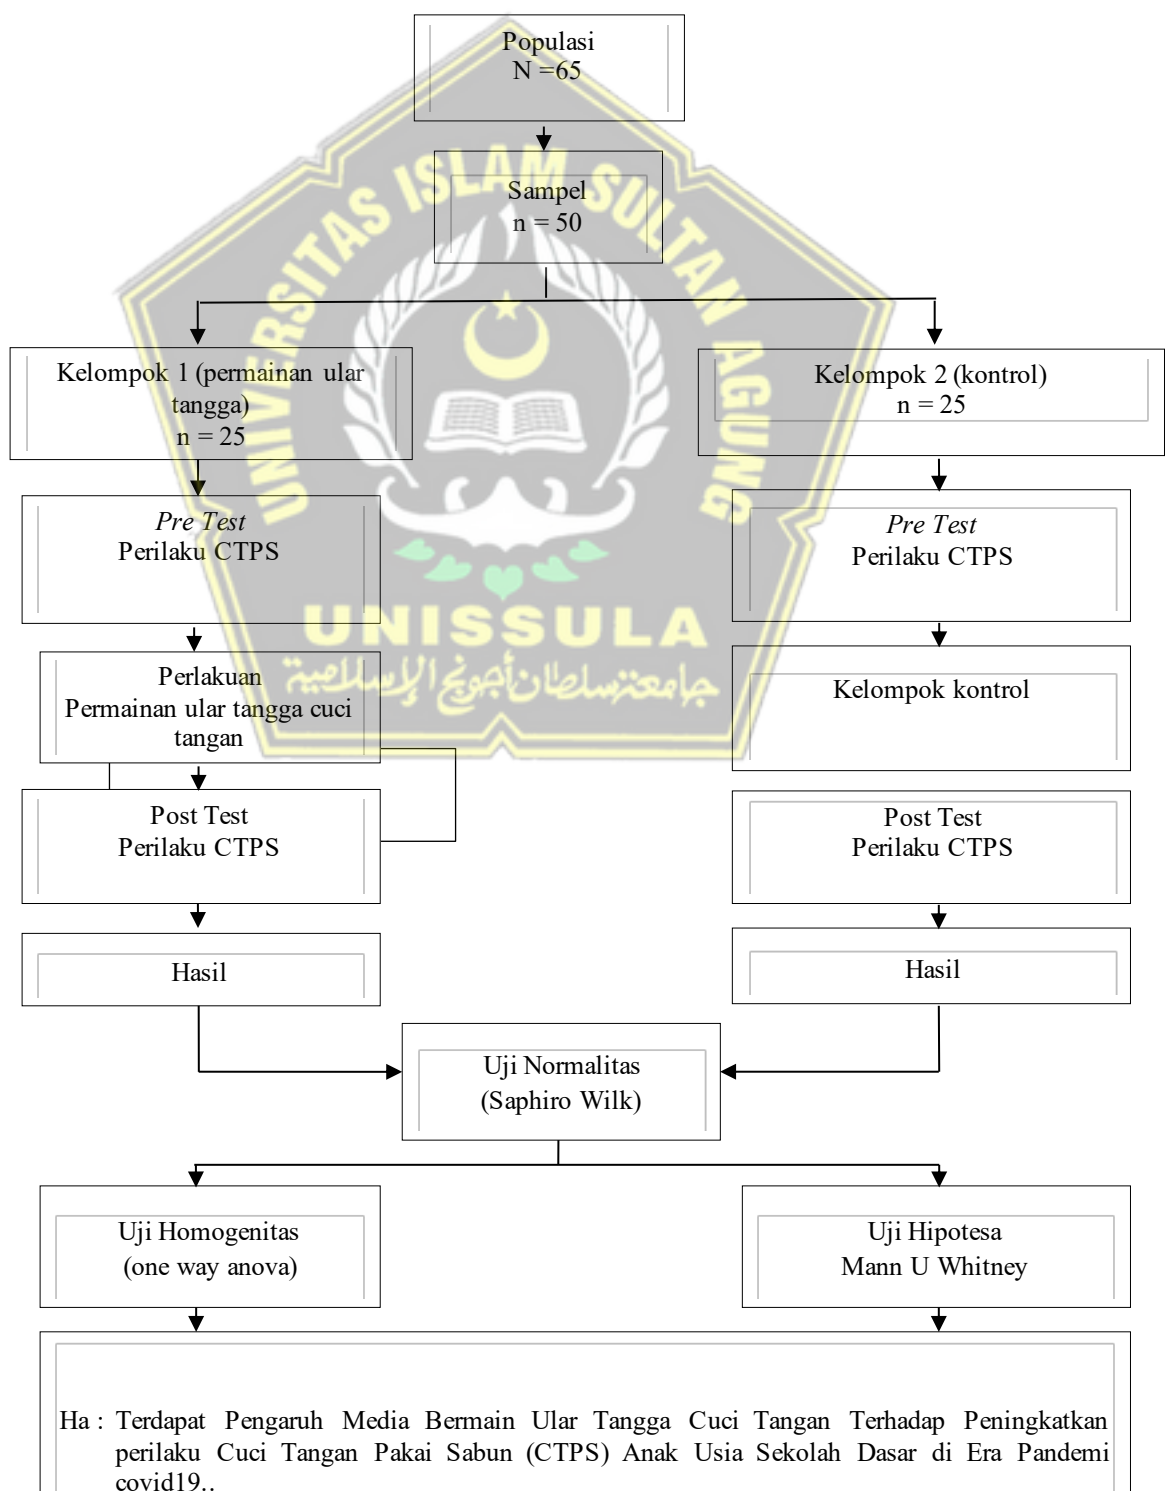 Populasi
N =65
Sampel
n = 50
UNIVERSITAS ISLAM SULTAN AGUNG
Kelompok 1 (permainan ular
tangga)
n = 25
Kelompok 2 (kontrol)
n = 25
Pre Test
Perilaku CTPS
Pre Test
Perilaku CTPS
UNISSULA
جامعتنسلطان أجونج الإسلامية
Perlakuan
Permainan ular tangga cuci
tangan
Kelompok kontrol
Post Test
Perilaku CTPS
Post Test
Perilaku CTPS
Hasil
Hasil
Uji Normalitas
(Saphiro Wilk)
Uji Homogenitas
(one way anova)
Uji Hipotesa
Mann U Whitney
Ha : Terdapat Pengaruh Media Bermain Ular Tangga Cuci Tangan Terhadap Peningkatkan
perilaku Cuci Tangan Pakai Sabun (CTPS) Anak Usia Sekolah Dasar di Era Pandemi
covid19..